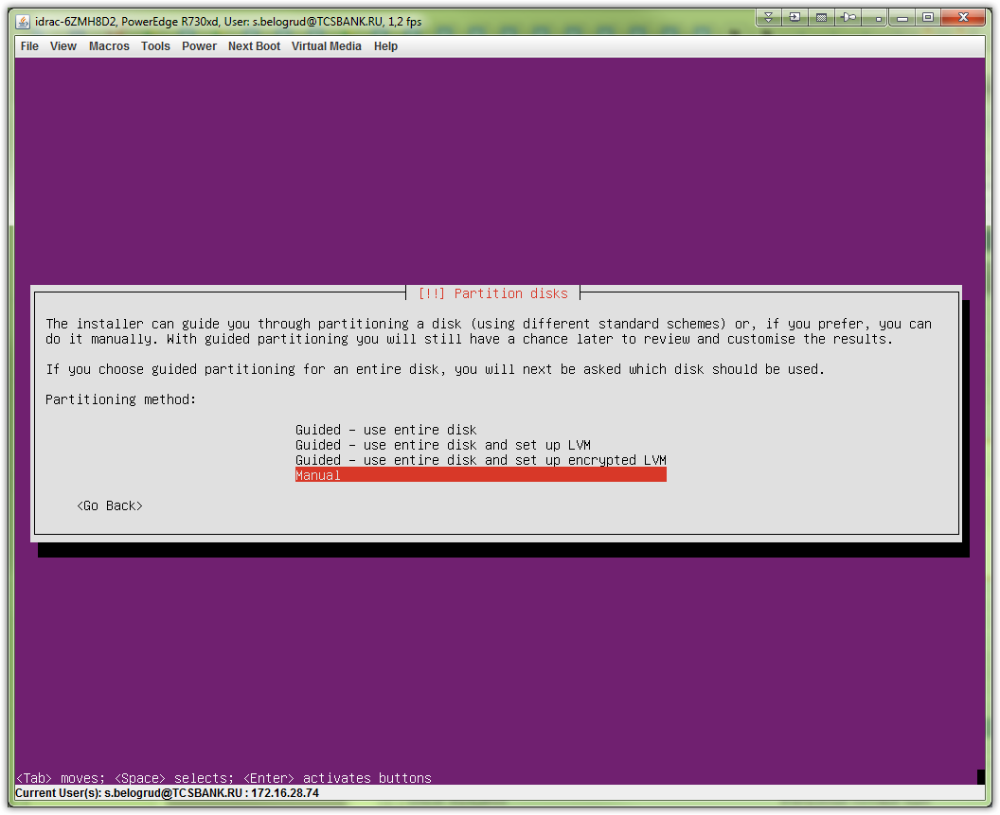 idrac-6ZMH8D2, PowerEdge R730xd, User: s.belogrud@TCSBANK.RU, 1,2 fps
File View Macros Tools Power Next Boot Virtual Media Help
[!!] Partition disks
The installer can guide you through partitioning a disk (using different standard schemes) or, if you prefer, you can
do it manually. With guided partitioning you will still have a chance later to review and customise the results.
If you choose guided partitioning for an entire disk, you will next be asked which disk should be used.
Partitioning method:
Guided - use entire disk
Guided - use entire disk and set up LVM
Guided - use entire disk and set up encrypted LVM
Manual
<Go Back>
<Tab> moves; <Space> selects; <Enter> activates buttons
Current User(s): s.belogrud@TCSBANK.RU : 172.16.28.74